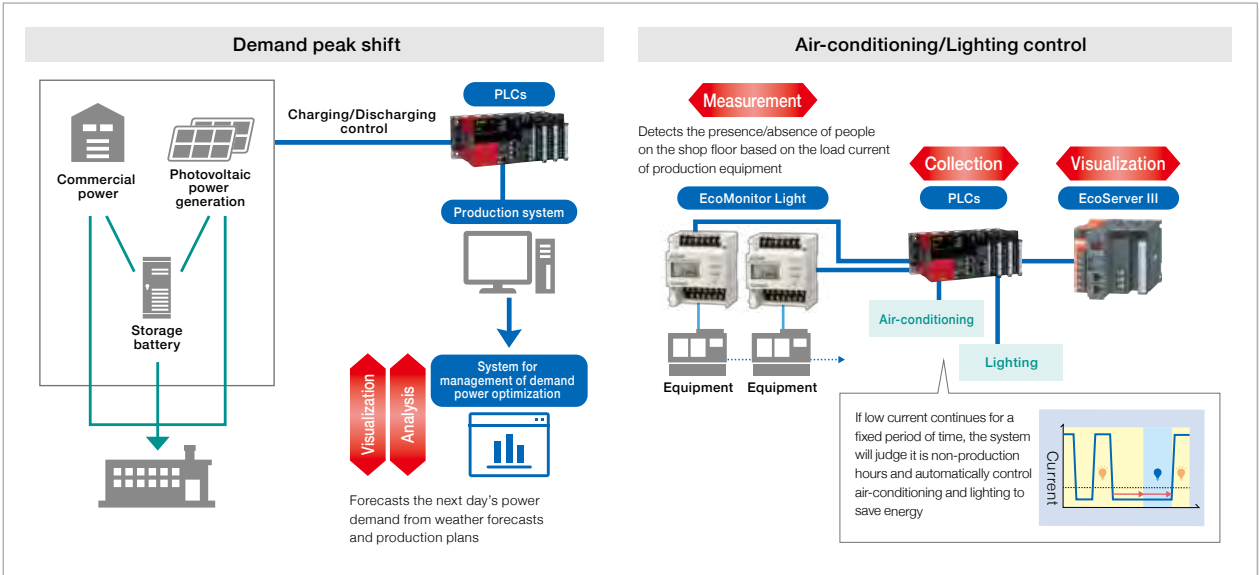 Demand peak shift
Commercial
power
Photovoltaic
power
generation
Storage
battery
Charging/Discharging
control
PLCs
Production system
System for
management of demand
power optimization
Visualization
Analysis
Forecasts the next day's power
demand from weather forecasts
and production plans
Air-conditioning/Lighting control
Measurement
Detects the presence/absence of people
on the shop floor based on the load current
of production equipment
Collection
Visualization
EcoMonitor Light
PLCs
EcoServer III
Air-conditioning
Lighting
Equipment
Equipment
If low current continues for a
fixed period of time, the system
will judge it is non-production
hours and automatically control
air-conditioning and lighting to
save energy
Current